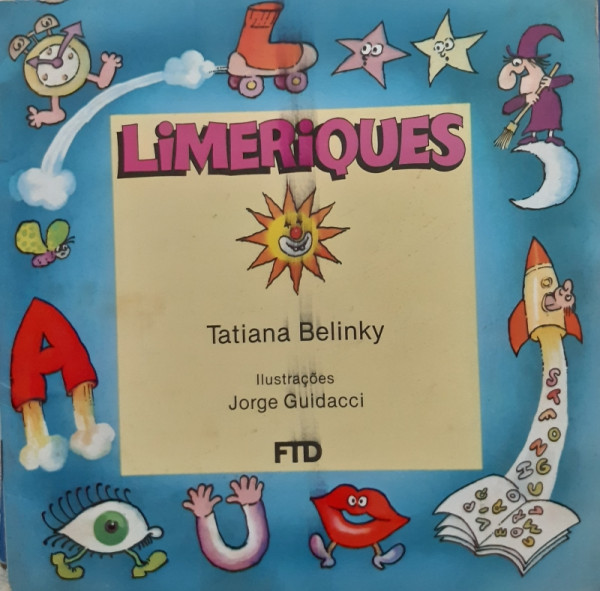 LiMERiQUES
Tatiana Belinky
Ilustrações
Jorge Guidacci
FTD
A
U